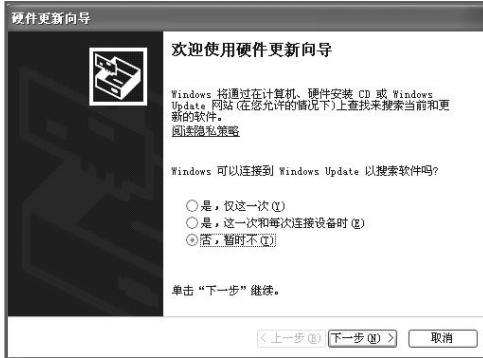 硬件更新向导
欢迎使用硬件更新向导
Windows 将通过在计算机、硬件安装 CD 或 Windows
Update 网站(在您允许的情况下)上查找来搜索当前和更
新的软件。
阅读隐私策略
Windows 可以连接到 Windows Update 以搜索软件吗?
是，仅这一次(Y)
是，这一次和每次连接设备时(E)
否，暂时不(T)
单击“下一步”继续。
< 上一步(B) 下一步(N) > 取消